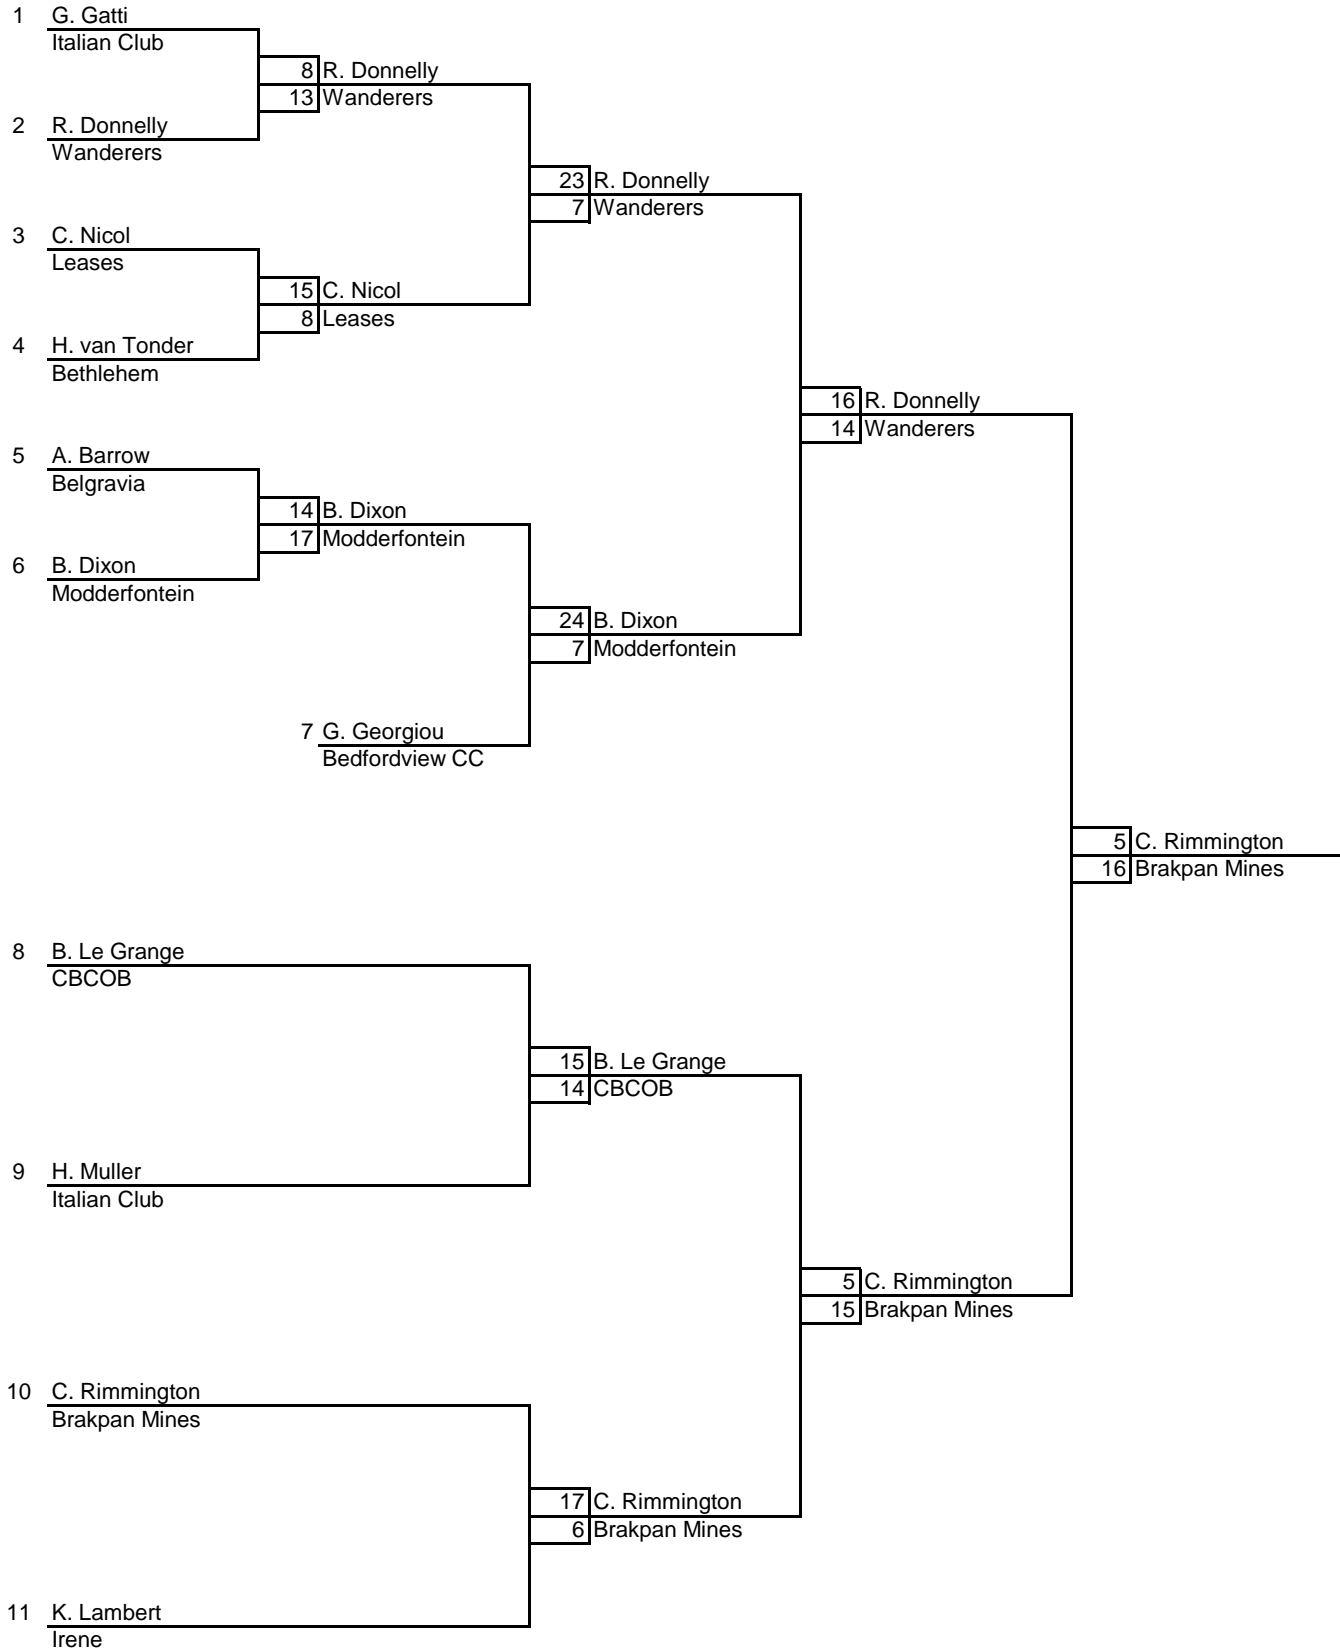 1 G. Gatti
Italian Club
8 R. Donnelly
13 Wanderers
2 R. Donnelly
Wanderers
23 R. Donnelly
7 Wanderers
3 C. Nicol
Leases
15 C. Nicol
8 Leases
4 H. van Tonder
Bethlehem
16 R. Donnelly
14 Wanderers
5 A. Barrow
Belgravia
14 B. Dixon
17 Modderfontein
6 B. Dixon
Modderfontein
24 B. Dixon
7 Modderfontein
7 G. Georgiou
Bedfordview CC
5 C. Rimmington
16 Brakpan Mines
8 B. Le Grange
CBCOB
15 B. Le Grange
14 CBCOB
9 H. Muller
Italian Club
5 C. Rimmington
15 Brakpan Mines
10 C. Rimmington
Brakpan Mines
17 C. Rimmington
6 Brakpan Mines
11 K. Lambert
Irene